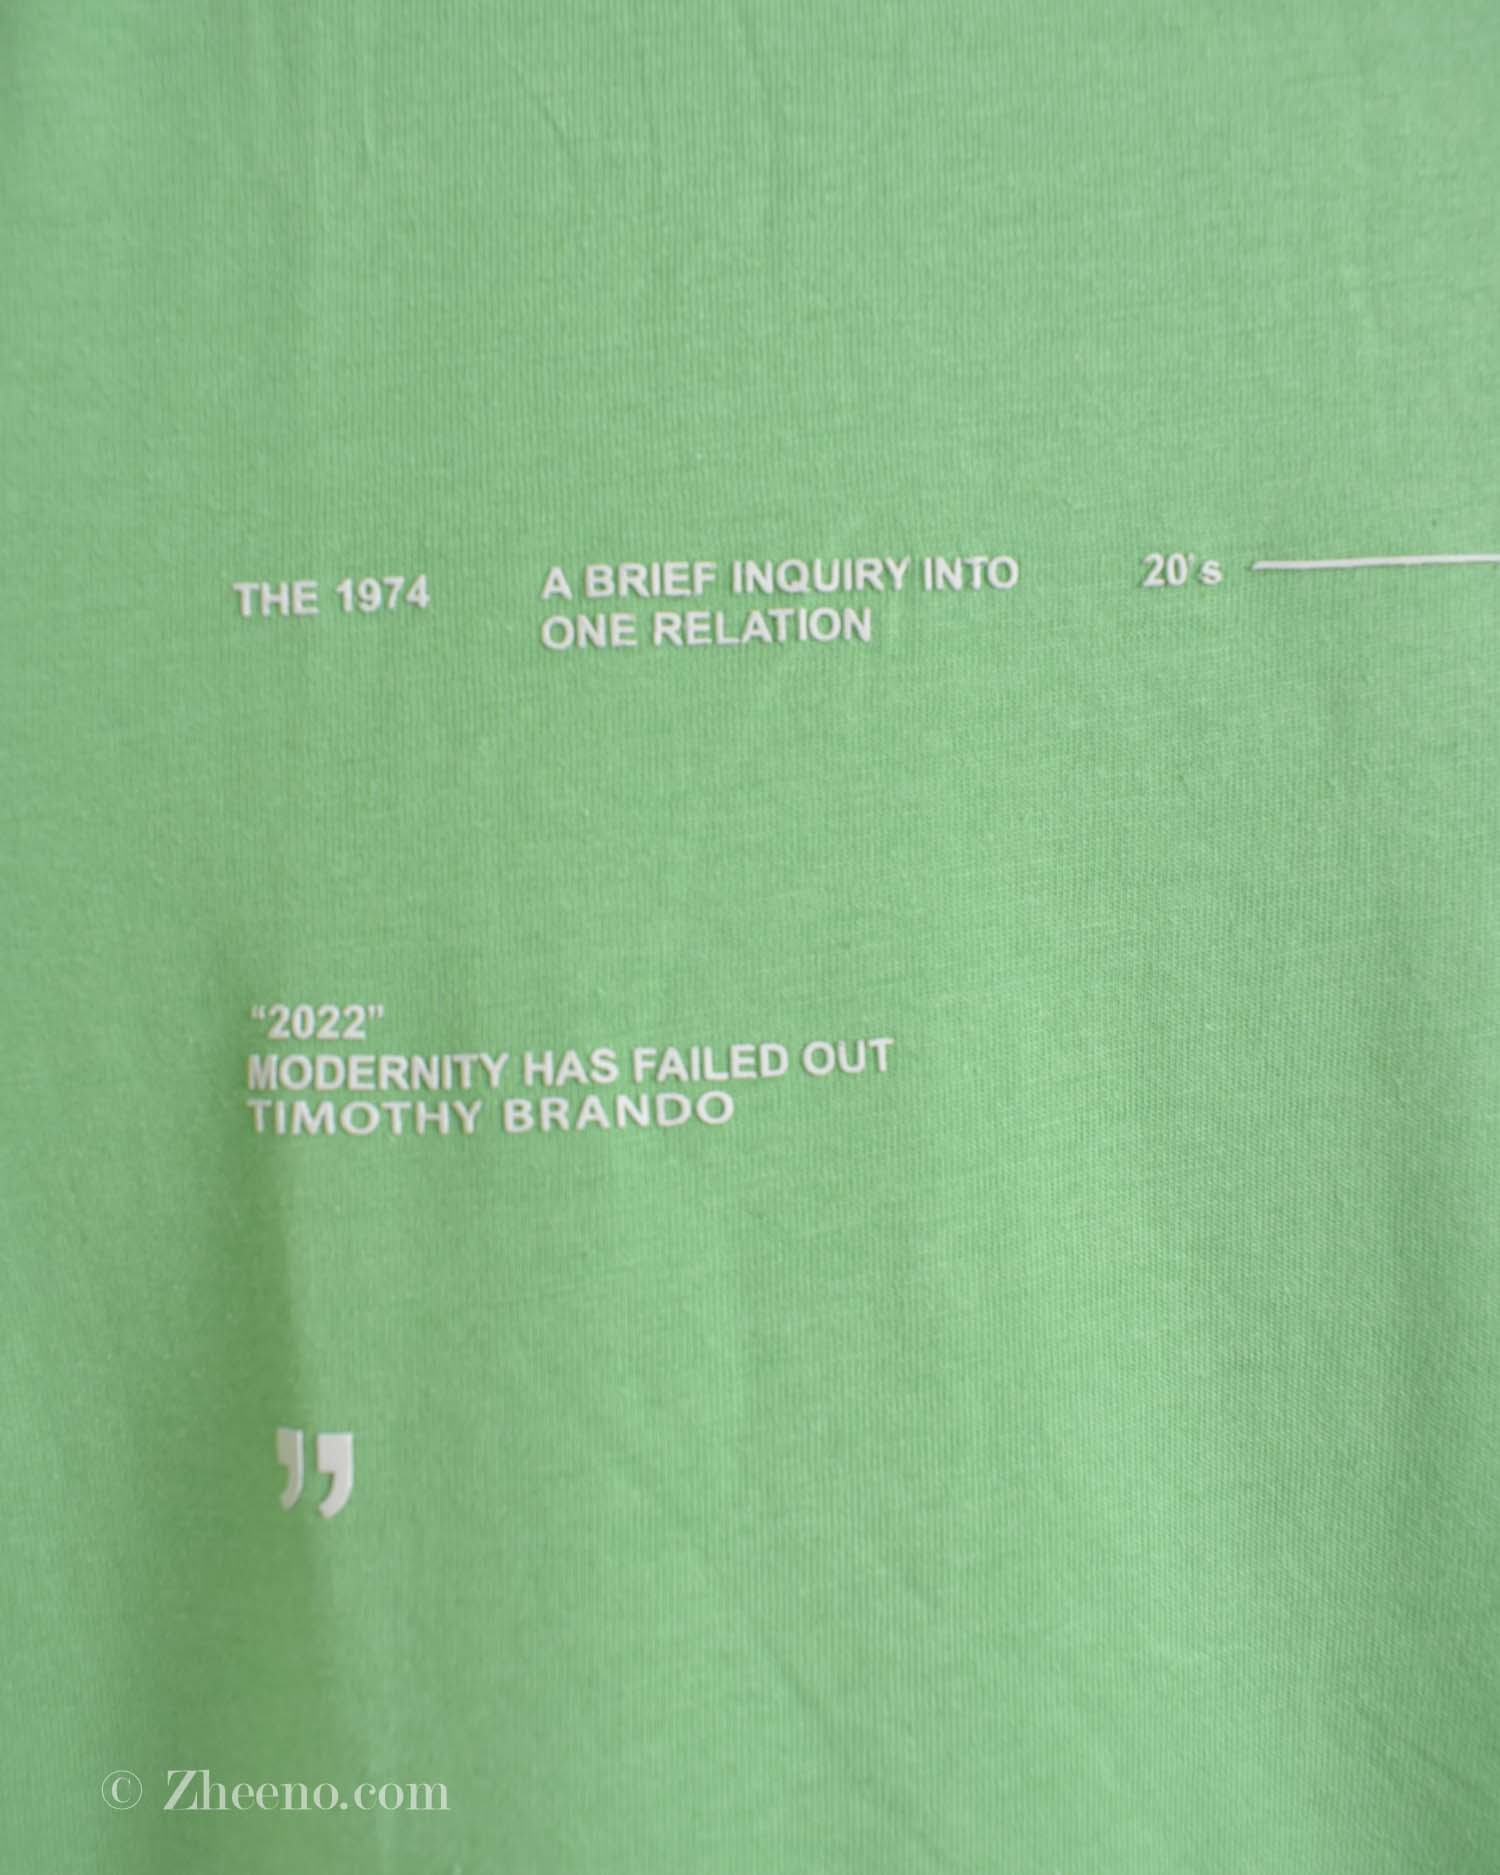 THE 1974 A BRIEF INQUIRY INTO 20's
ONE RELATION
“2022”
MODERNITY HAS FAILED OUT
TIMOTHY BRANDO
”
© Zheeno.com